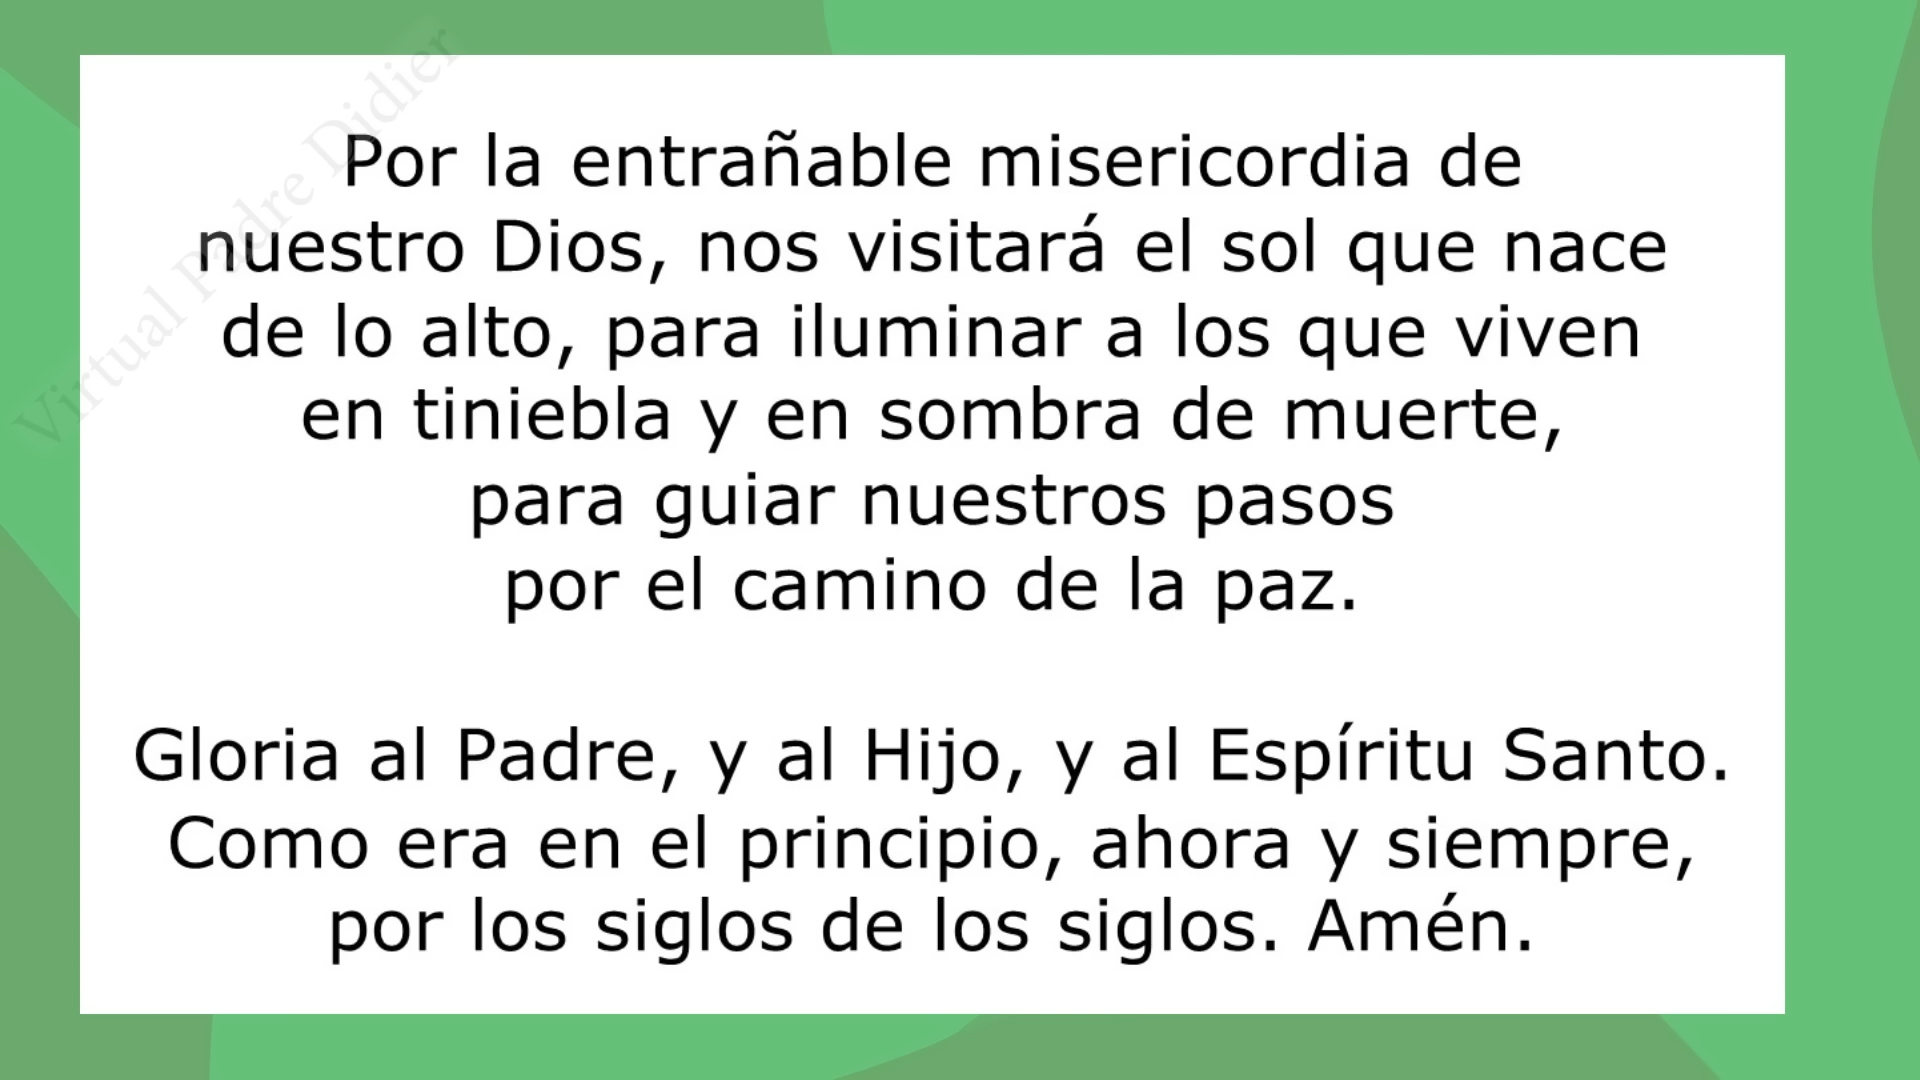 Virtual Padre Didier
Por la entrañable misericordia de
nuestro Dios, nos visitará el sol que nace
de lo alto, para iluminar a los que viven
en tiniebla y en sombra de muerte,
para guiar nuestros pasos
por el camino de la paz.
Gloria al Padre, y al Hijo, y al Espíritu Santo.
Como era en el principio, ahora y siempre,
por los siglos de los siglos. Amén.